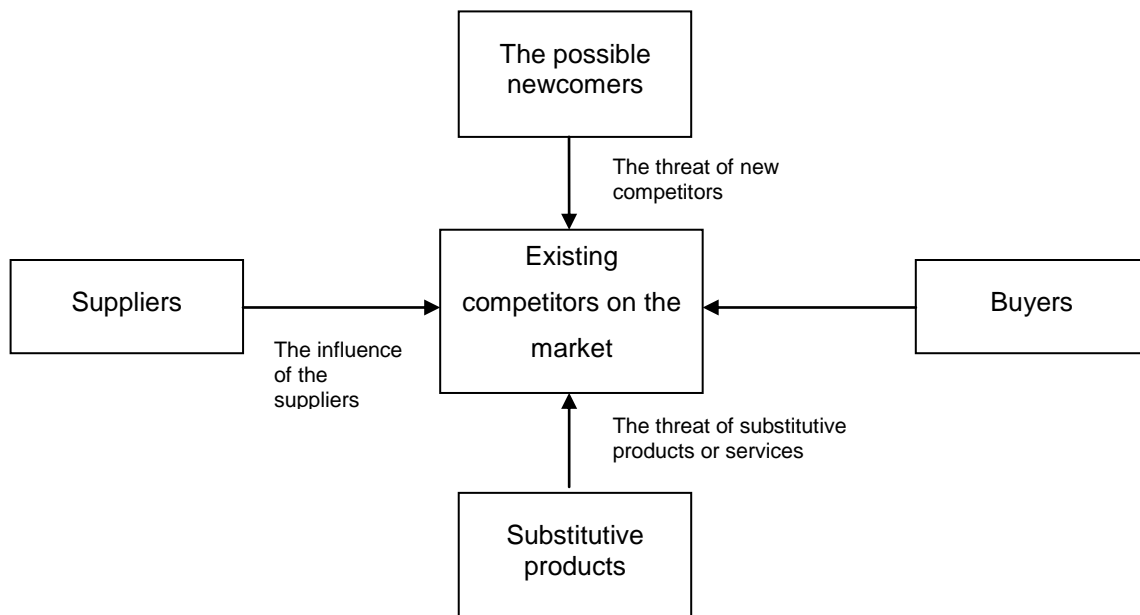 The possible
newcomers
The threat of new
competitors
Existing
competitors on the
market
Suppliers
Buyers
The influence
of the
suppliers
The threat of substitutive
products or services
Substitutive
products